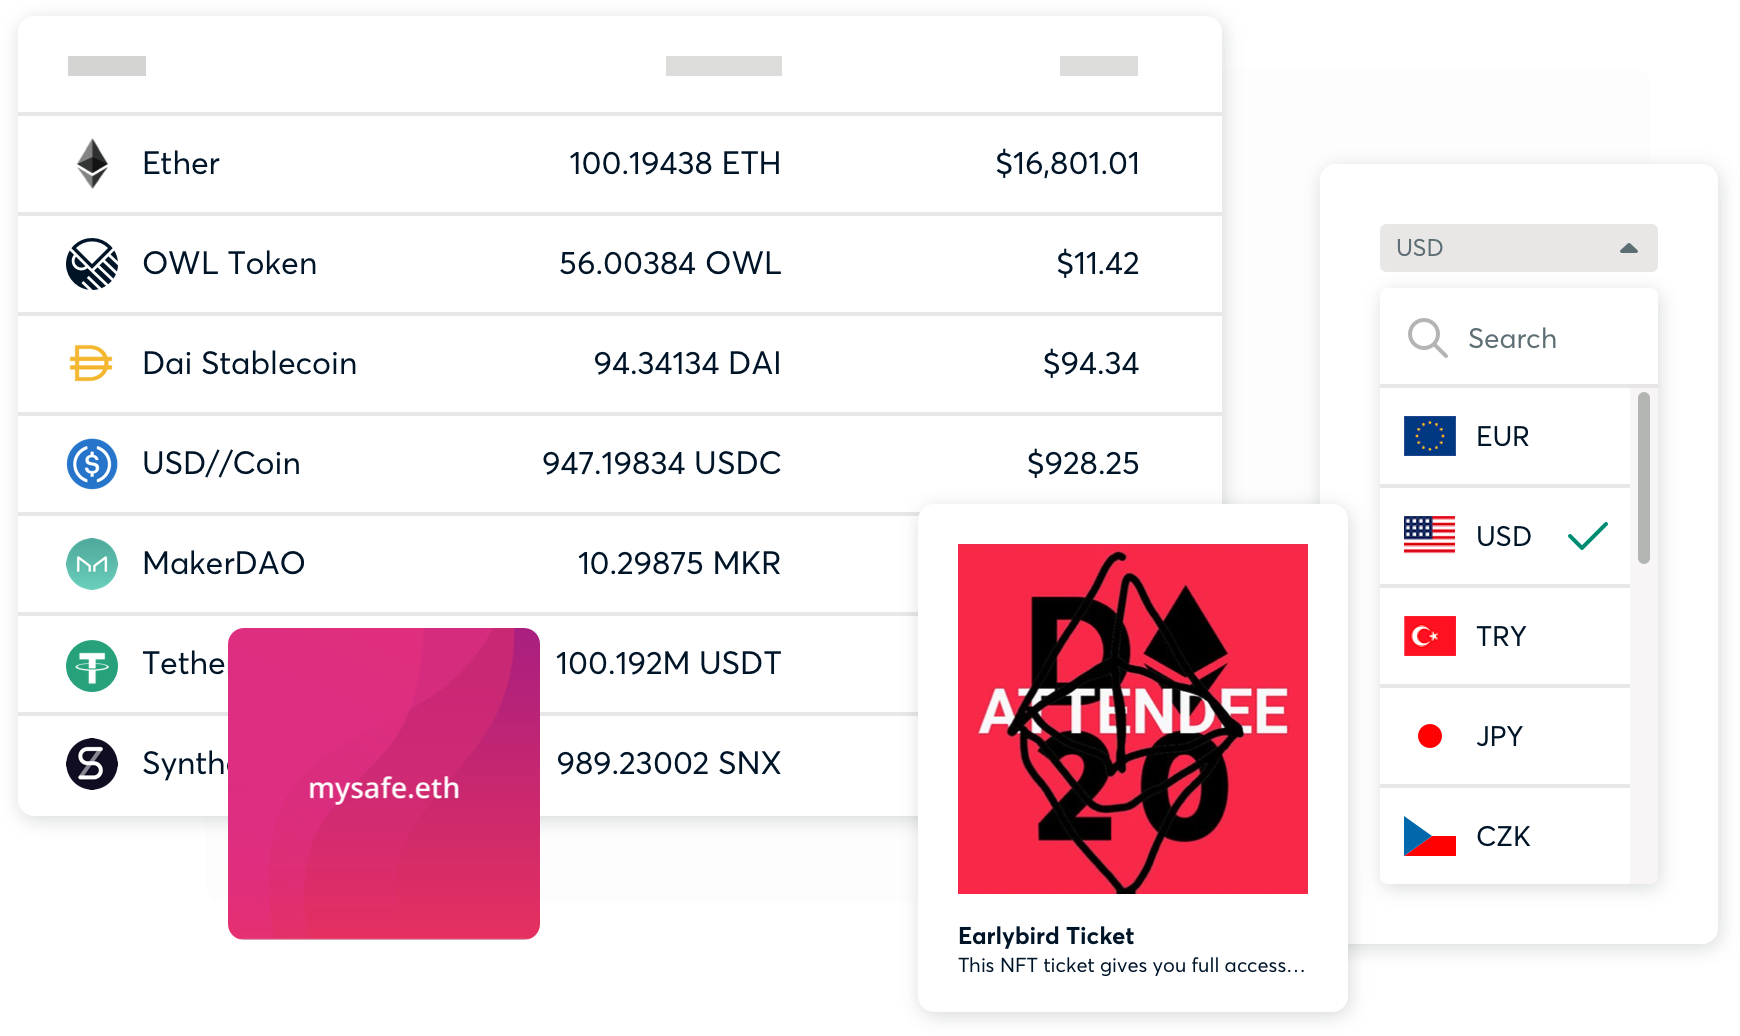 Ether 100.19438 ETH $16,801.01
OWL Token 56.00384 OWL $11.42
Dai Stablecoin 94.34134 DAI $94.34
USD//Coin 947.19834 USDC $928.25
MakerDAO 10.29875 MKR
Tethe 100.192M USDT
Synth 989.23002 SNX
mysafe.eth
D
ATTENDEE
20
Earlybird Ticket
This NFT ticket gives you full access…
USD
Search
EUR
USD
TRY
JPY
CZK